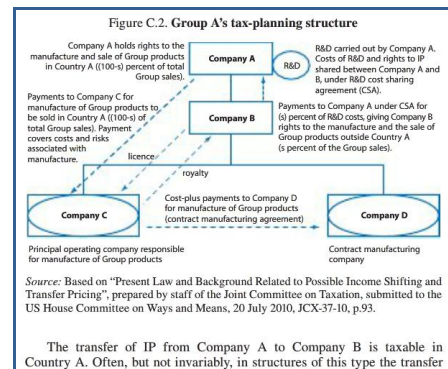 Figure C.2. Group A's tax-planning structure
Company A holds rights to the
manufacture and sale of Group products
in Country A ((100-s) percent of total
Group sales).
Company A
R&D
R&D carried out by Company A.
Costs of R&D and rights to IP
shared between Company A and
B, under R&D cost sharing
agreement (CSA).
Payments to Company C for
manufacture of Group products to
be sold in Country A ((100-s) of
total Group sales). Payment
covers costs and risks
associated with
manufacture.
Company B
Payments to Company A under CSA for
(s) percent of R&D costs, giving Company B
rights to the manufacture and the sale of
Group products outside Country A
(s percent of the Group sales).
licence
royalty
Company C
Cost-plus payments to Company D
for manufacture of Group products
(contract manufacturing agreement)
Company D
Principal operating company responsible
for manufacture of Group products
Contract manufacturing
company
Source: Based on "Present Law and Background Related to Possible Income Shifting and
Transfer Pricing", prepared by staff of the Joint Committee on Taxation, submitted to the
US House Committee on Ways and Means, 20 July 2010, JCX-37-10, p.93.
The transfer of IP from Company A to Company B is taxable in
Country A. Often, but not invariably, in structures of this type the transfer